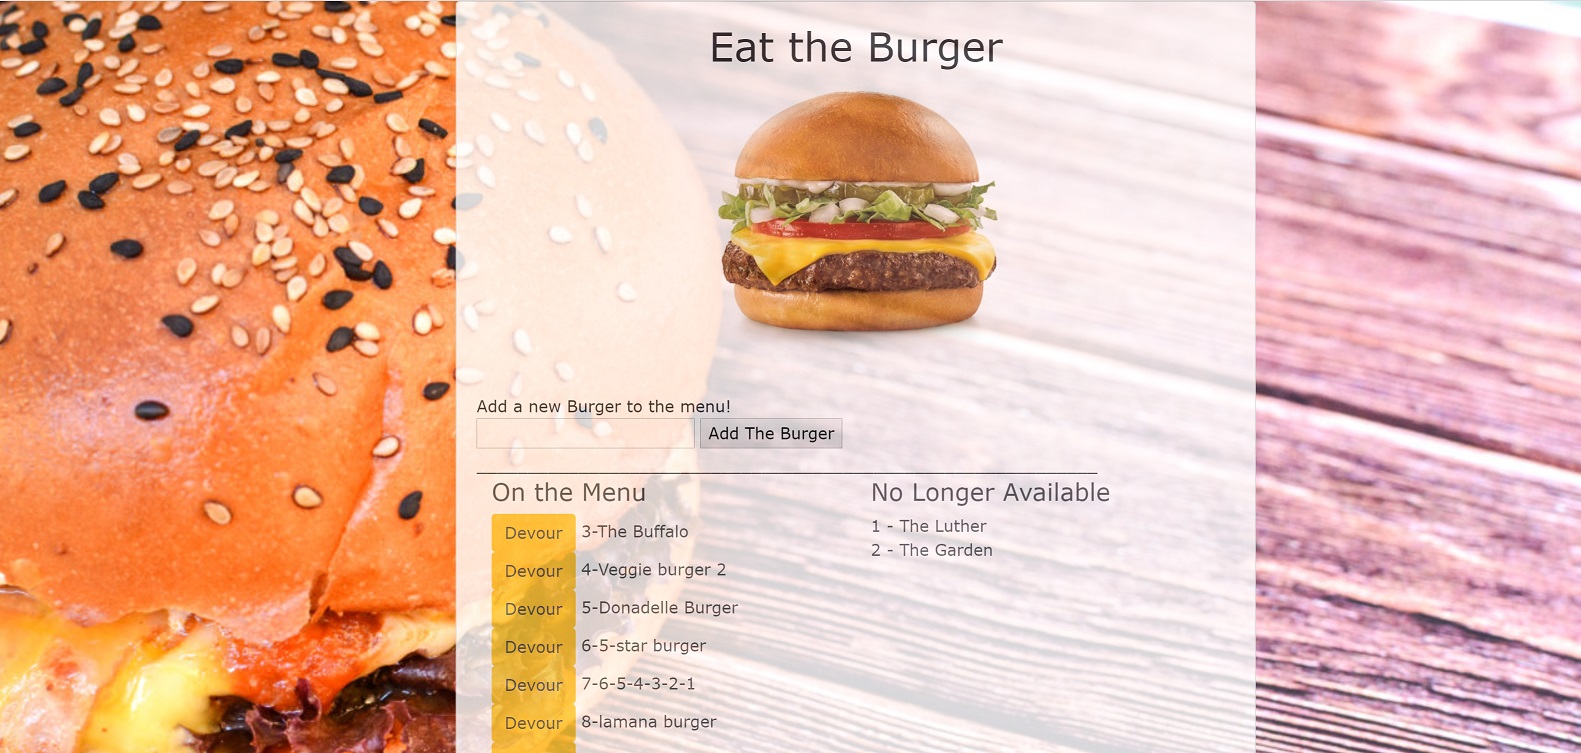 Eat the Burger
Add a new Burger to the menu!
Add The Burger
On the Menu
Devour 3-The Buffalo
Devour 4-Veggie burger 2
Devour 5-Donadelle Burger
Devour 6-5-star burger
Devour 7-6-5-4-3-2-1
Devour 8-lamana burger
No Longer Available
1 - The Luther
2 - The Garden